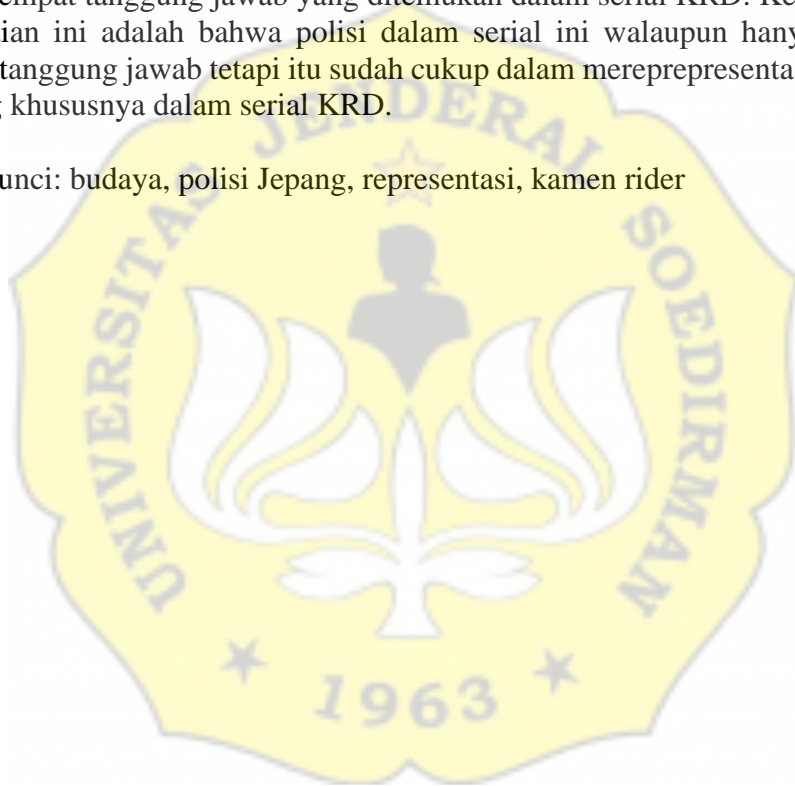 empat tanggung jawab yang ditemukan dalam serial KRD. Ke
ian ini adalah bahwa polisi dalam serial ini walaupun hany
tanggung jawab tetapi itu sudah cukup dalam mereprepresenta
g khususnya dalam serial KRD.
unci: budaya, polisi Jepang, representasi, kamen rider
UNIVERSITAS JENDERAL SOEDIRMAN
1963